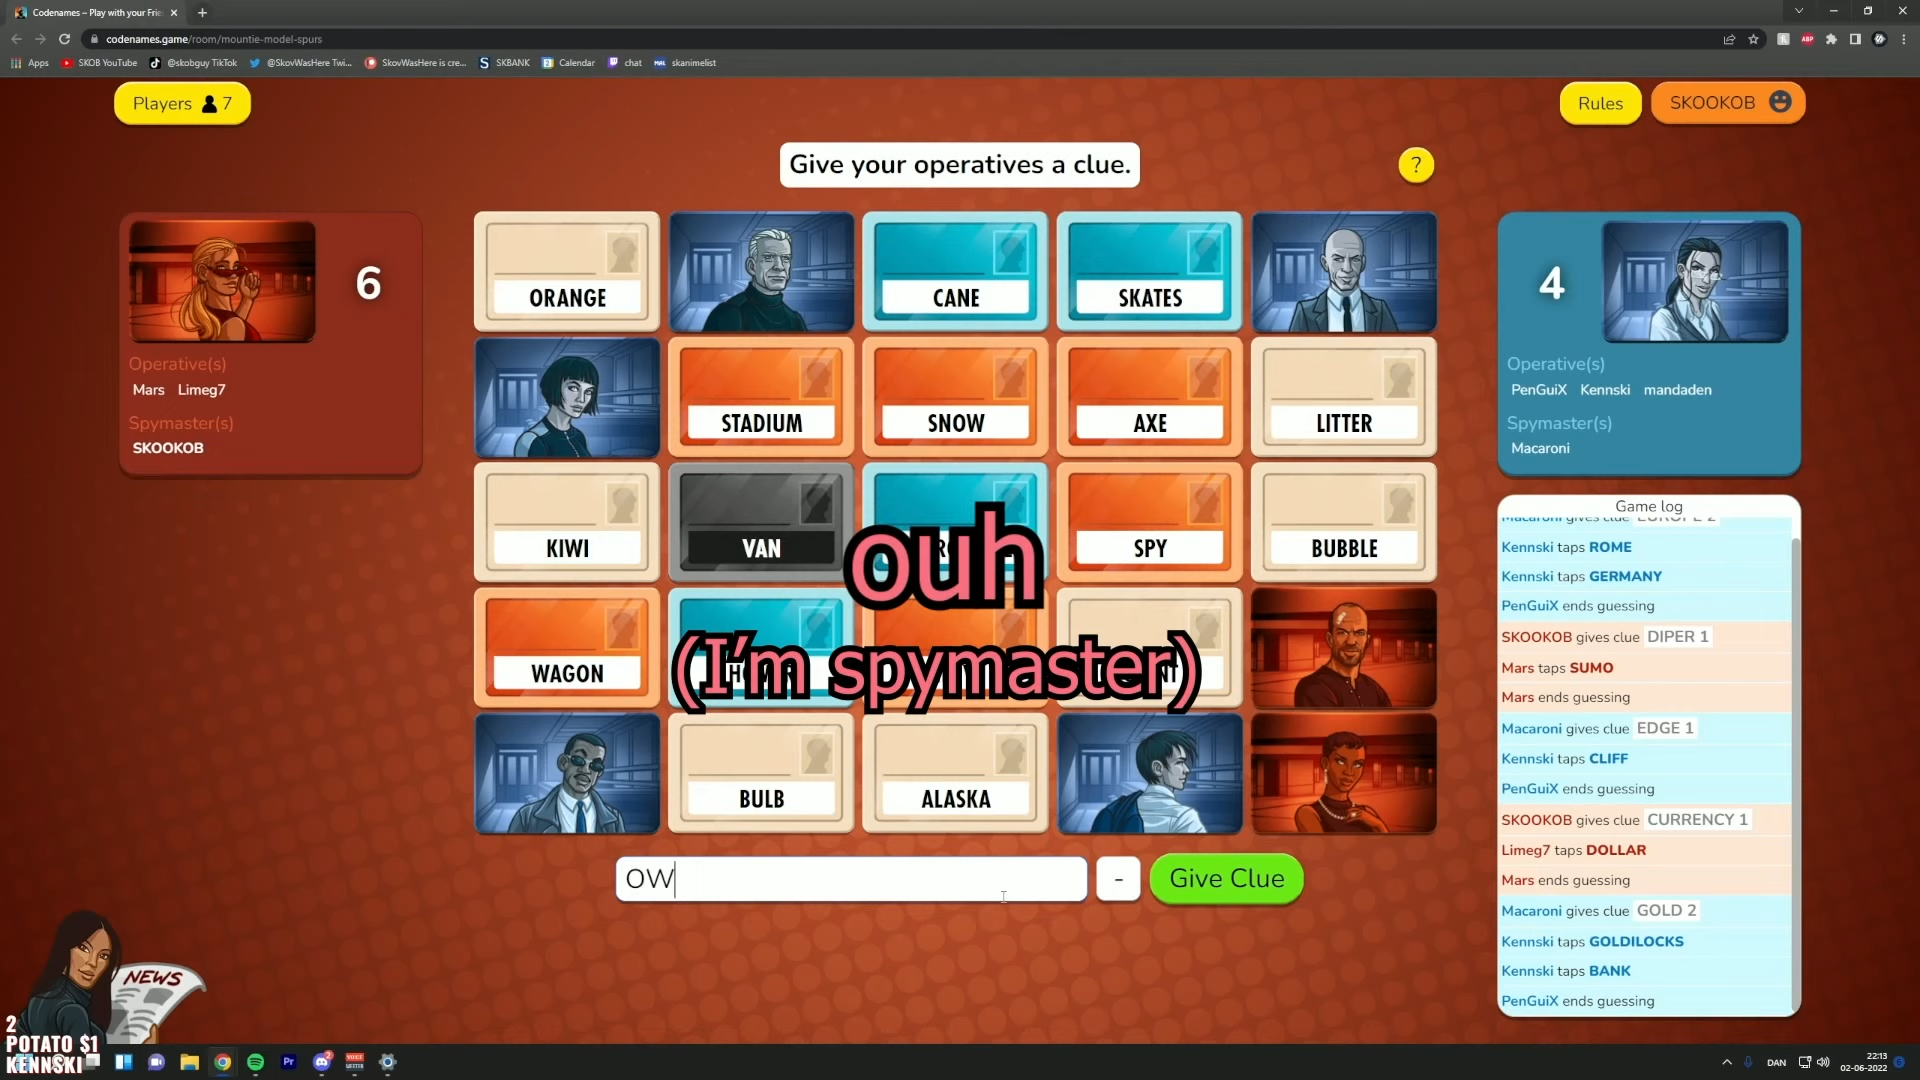 Codenames – Play with your Frie
codenames.game/room/mountie-model-spurs
Apps
SKOB YouTube
@skobguy TikTok
@SkovWasHere Twi...
SkovWasHere is cre...
SKBANK
Calendar
chat
skanimelist
Players 7
Rules
SKOOKOB
Give your operatives a clue.
?
6
Operative(s)
Mars Limeg7
Spymaster(s)
SKOOKOB
ORANGE
CANE
SKATES
STADIUM
SNOW
AXE
LITTER
KIWI
VAN
SPY
BUBBLE
WAGON
BULB
ALASKA
ouh
(I'm spymaster)
OW
-
Give Clue
4
Operative(s)
PenGuiX Kennski mandaden
Spymaster(s)
Macaroni
Game log
Macaroni gives clue EUROPE 2
Kennski taps ROME
Kennski taps GERMANY
PenGuiX ends guessing
SKOOKOB gives clue DIPER 1
Mars taps SUMO
Mars ends guessing
Macaroni gives clue EDGE 1
Kennski taps CLIFF
PenGuiX ends guessing
SKOOKOB gives clue CURRENCY 1
Limeg7 taps DOLLAR
Mars ends guessing
Macaroni gives clue GOLD 2
Kennski taps GOLDILOCKS
Kennski taps BANK
PenGuiX ends guessing
NEWS
2
POTATO $1
KENNSKI
DAN
22:13
02-06-2022